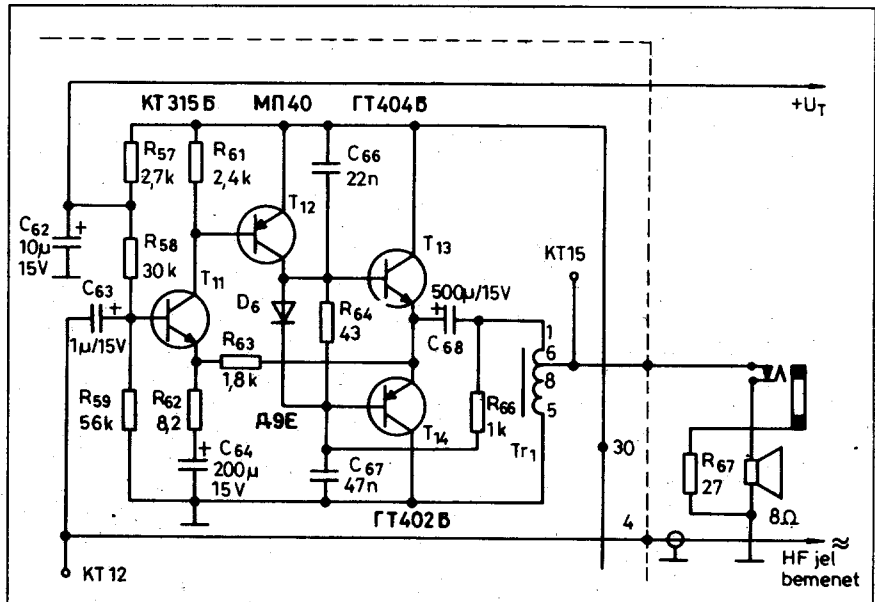 +U_T
КТ315Б МП40 ГТ404В
R57
2,7k
R61
2,4k
C66
22n
T12
T13
C62 +
10μ
15V
R58
30k
T11
КТ15
C63
+
1μ/15V
D6
R64
43
500μ/15V
+
C68
R63
1,8k
1
6
8
5
R59
56k
R62
8,2
Д9Е
T14
R66
1k
Tr1
C64
+
200μ
15V
C67
47n
30
R67
27
8Ω
ГТ402В
4
КТ12
HF jel
bemenet